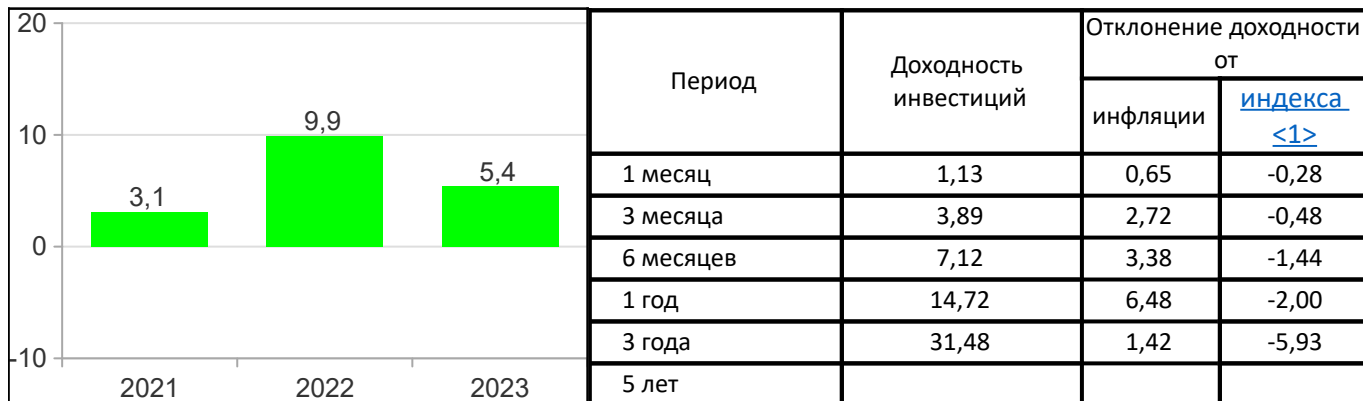 20
10
0
-10
3,1
9,9
5,4
2021 2022 2023
Период
Доходность
инвестиций
Отклонение доходности
от
инфляции
индекса
<1>
1 месяц 1,13 0,65 -0,28
3 месяца 3,89 2,72 -0,48
6 месяцев 7,12 3,38 -1,44
1 год 14,72 6,48 -2,00
3 года 31,48 1,42 -5,93
5 лет